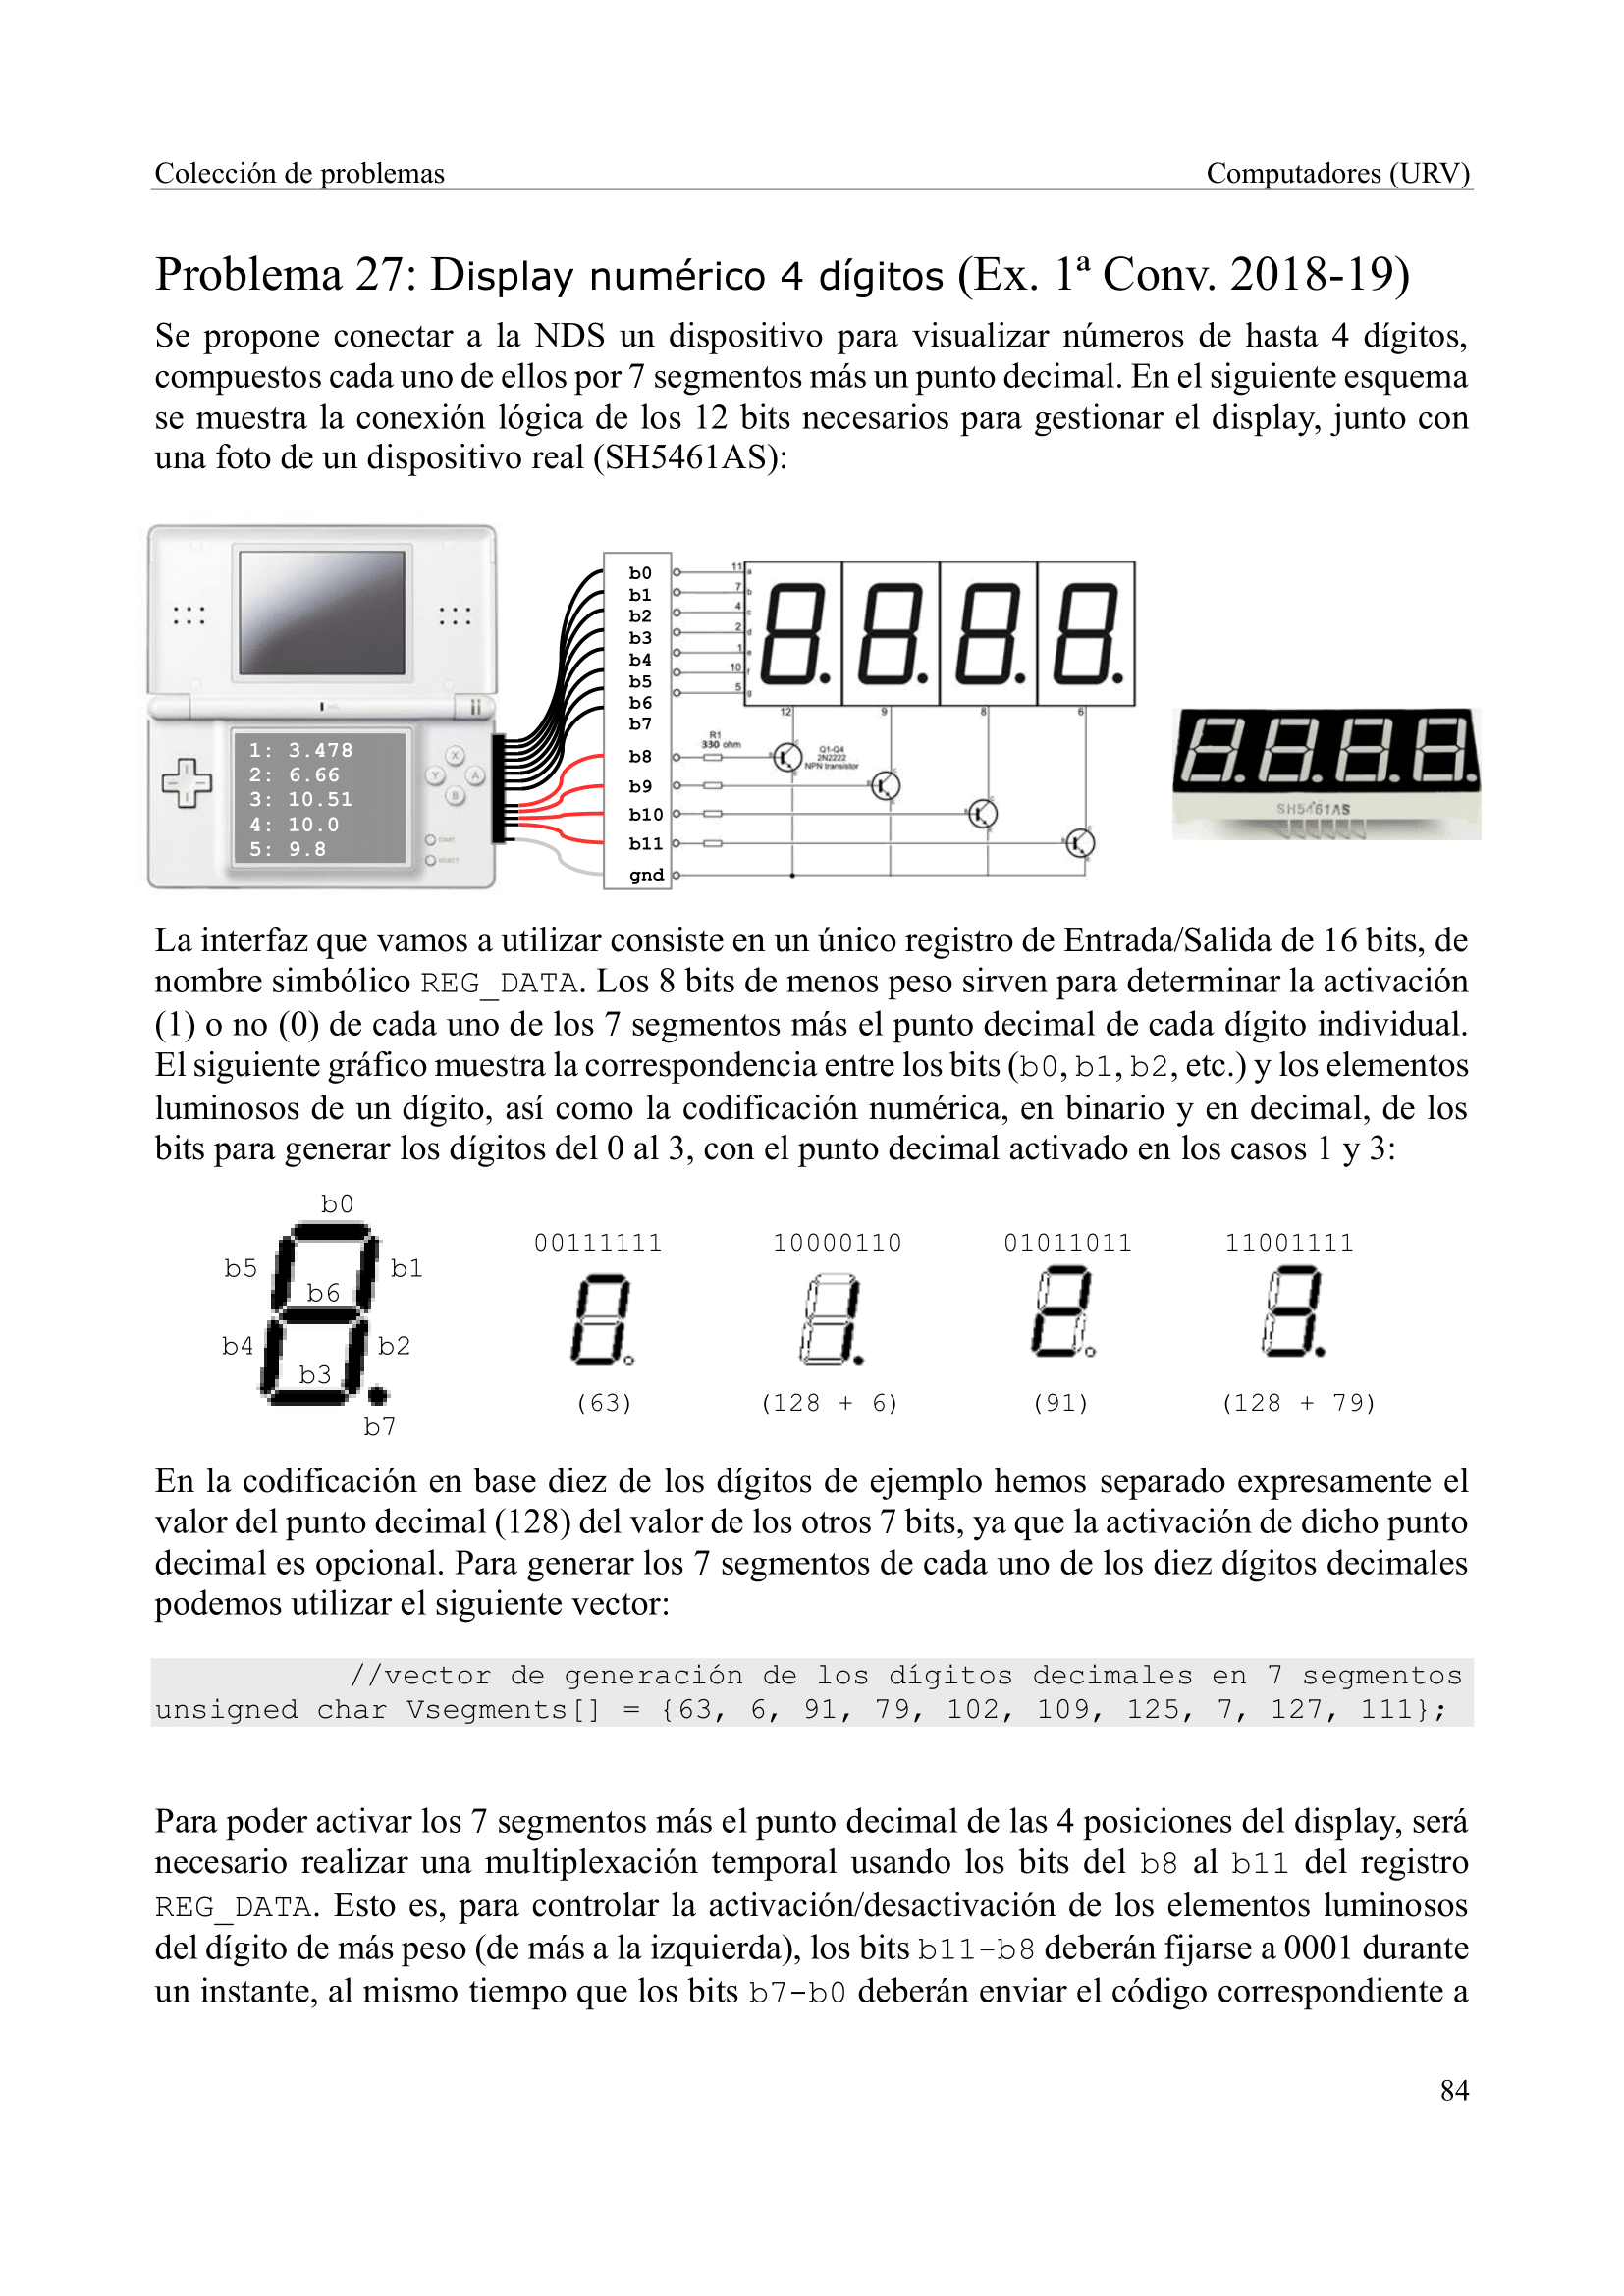 Colección de problemas
Computadores (URV)
Problema 27: Display numérico 4 dígitos (Ex. 1ª Conv. 2018-19)
Se propone conectar a la NDS un dispositivo para visualizar números de hasta 4 dígitos,
compuestos cada uno de ellos por 7 segmentos más un punto decimal. En el siguiente esquema
se muestra la conexión lógica de los 12 bits necesarios para gestionar el display, junto con
una foto de un dispositivo real (SH5461AS):
1: 3.478
2: 6.66
3: 10.51
4: 10.0
5: 9.8
X
Y
A
B
START
SELECT
b0
b1
b2
b3
b4
b5
b6
b7
b8
b9
b10
b11
gnd
11 a
7 b
4 c
2 d
1 e
10 f
5 g
12
9
8
6
R1
330 ohm
Q1-Q4
2N2222
NPN transistor
SH5461AS
La interfaz que vamos a utilizar consiste en un único registro de Entrada/Salida de 16 bits, de
nombre simbólico REG_DATA. Los 8 bits de menos peso sirven para determinar la activación
(1) o no (0) de cada uno de los 7 segmentos más el punto decimal de cada dígito individual.
El siguiente gráfico muestra la correspondencia entre los bits (b0, b1, b2, etc.) y los elementos
luminosos de un dígito, así como la codificación numérica, en binario y en decimal, de los
bits para generar los dígitos del 0 al 3, con el punto decimal activado en los casos 1 y 3:
b0
b5
b1
b6
b4
b2
b3
b7
00111111
10000110
01011011
11001111
(63)
(128 + 6)
(91)
(128 + 79)
En la codificación en base diez de los dígitos de ejemplo hemos separado expresamente el
valor del punto decimal (128) del valor de los otros 7 bits, ya que la activación de dicho punto
decimal es opcional. Para generar los 7 segmentos de cada uno de los diez dígitos decimales
podemos utilizar el siguiente vector:
//vector de generación de los dígitos decimales en 7 segmentos
unsigned char Vsegments[] = {63, 6, 91, 79, 102, 109, 125, 7, 127, 111};
Para poder activar los 7 segmentos más el punto decimal de las 4 posiciones del display, será
necesario realizar una multiplexación temporal usando los bits del b8 al b11 del registro
REG_DATA. Esto es, para controlar la activación/desactivación de los elementos luminosos
del dígito de más peso (de más a la izquierda), los bits b11-b8 deberán fijarse a 0001 durante
un instante, al mismo tiempo que los bits b7-b0 deberán enviar el código correspondiente a
84